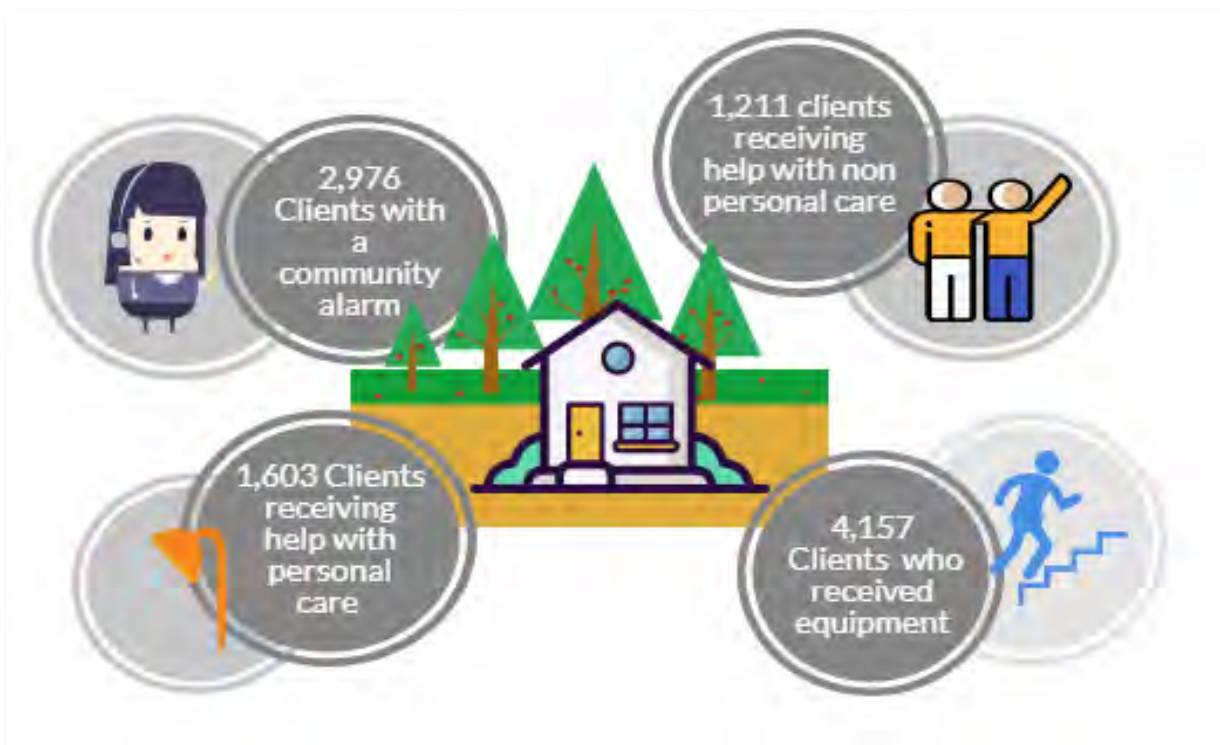 2,976
Clients with
a
community
alarm
1,211 clients
receiving
help with non
personal care
1,603 Clients
receiving
help with
personal
care
4,157
Clients who
received
equipment